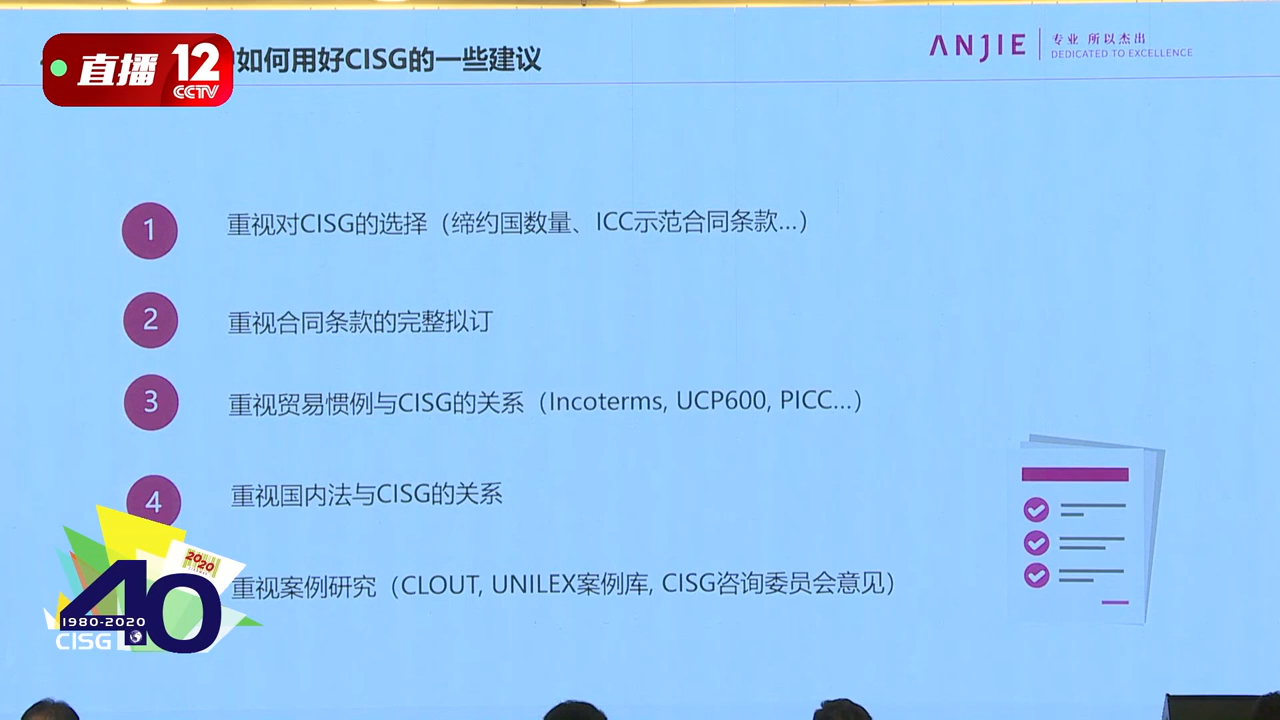 直播 12
CCTV
如何用好CISG的一些建议
ANJIE
专业 所以杰出
DEDICATED TO EXCELLENCE
1 重视对CISG的选择（缔约国数量、ICC示范合同条款...）
2 重视合同条款的完整拟订
3 重视贸易惯例与CISG的关系（Incoterms, UCP600, PICC...）
4 重视国内法与CISG的关系
重视案例研究（CLOUT, UNILEX案例库, CISG咨询委员会意见）
2020
40
1980-2020
CISG